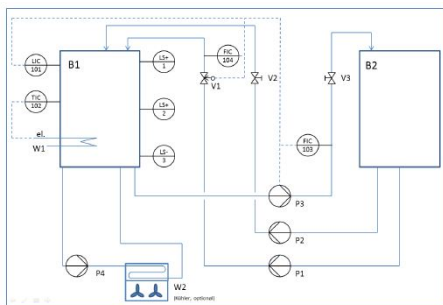 LIC
101
B1
LS+
1
FIC
104
V1
V2
V3
B2
TIC
102
LS+
2
el.
W1
LS-
3
FIC
103
P3
P2
P4
P1
W2
(Kühler, optional)